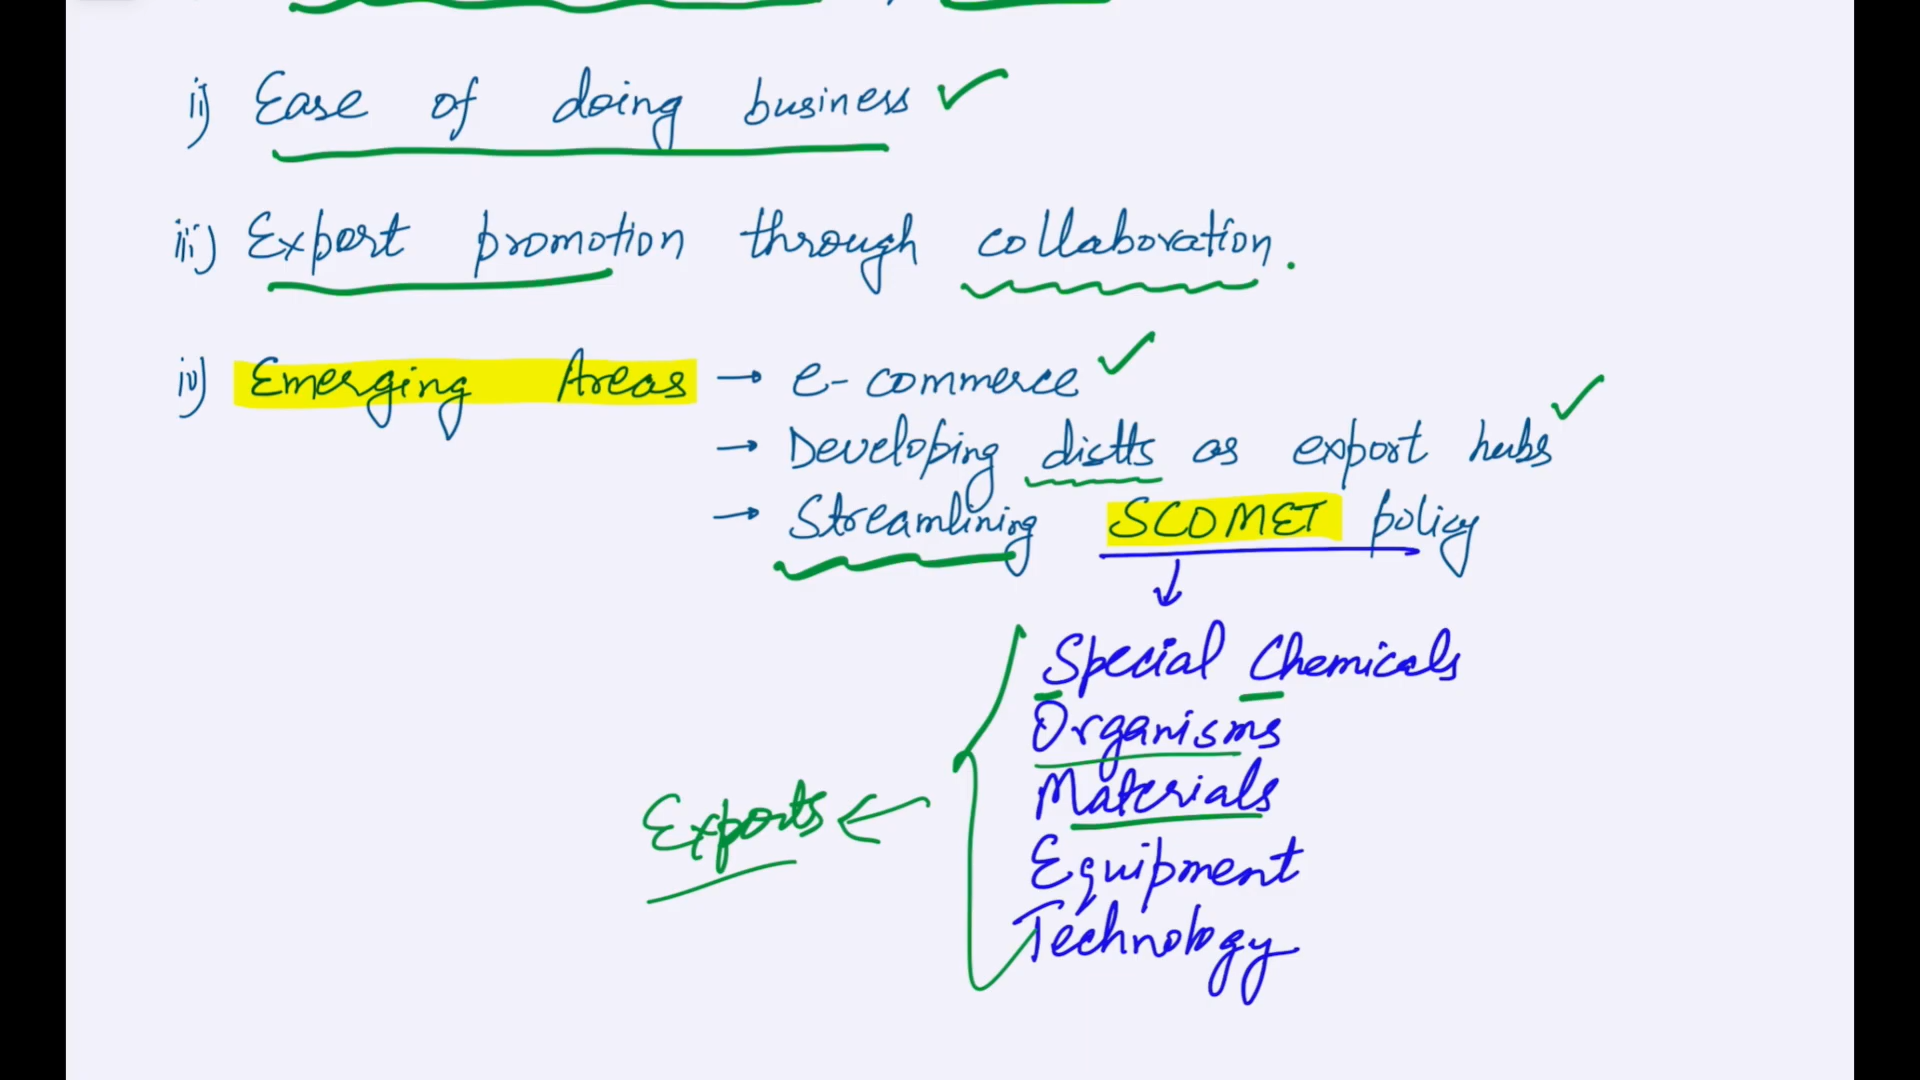 ii) Ease of doing business ✓
iii) Export promotion through collaboration.
iv) Emerging Areas → e-commerce ✓
→ Developing distts as export hubs ✓
→ Streamlining SCOMET policy
↓
Special Chemicals
Organisms
Materials
Exports ←
Equipment
Technology